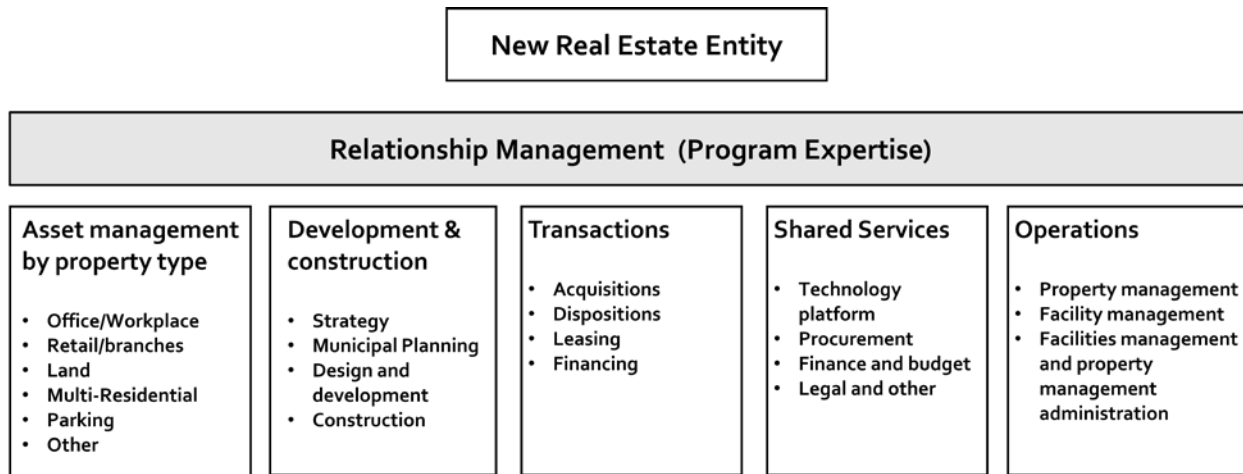 New Real Estate Entity
Relationship Management (Program Expertise)
Asset management
by property type
• Office/Workplace
• Retail/branches
• Land
• Multi-Residential
• Parking
• Other
Development &
construction
• Strategy
• Municipal Planning
• Design and
development
• Construction
Transactions
• Acquisitions
• Dispositions
• Leasing
• Financing
Shared Services
• Technology
platform
• Procurement
• Finance and budget
• Legal and other
Operations
• Property management
• Facility management
• Facilities management
and property
management
administration